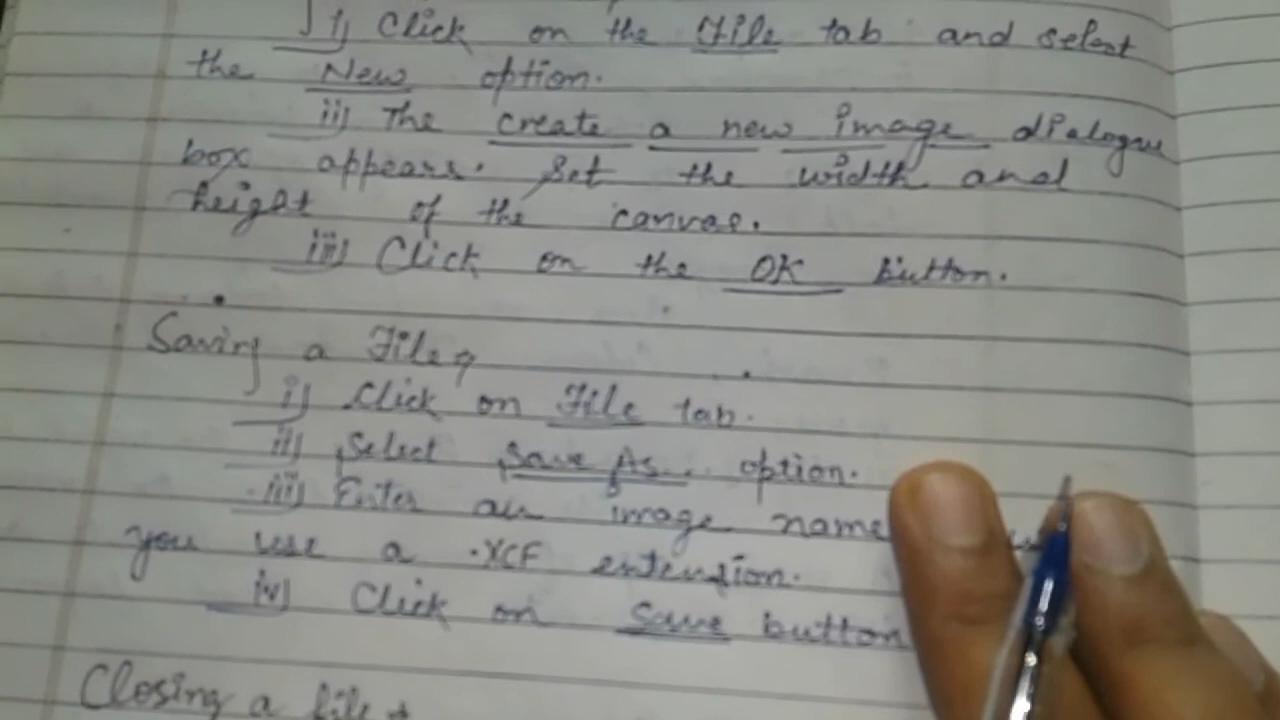 i) Click on the File tab and select
the New option.
ii) The create a new image dialogue
box appears. Set the width and
height of the canvas.
iii) Click on the OK button.
Saving a File
i) Click on File tab.
ii) Select Save As option.
iii) Enter an image name
you use a .XCF extension.
iv) Click on Save button
Closing a file